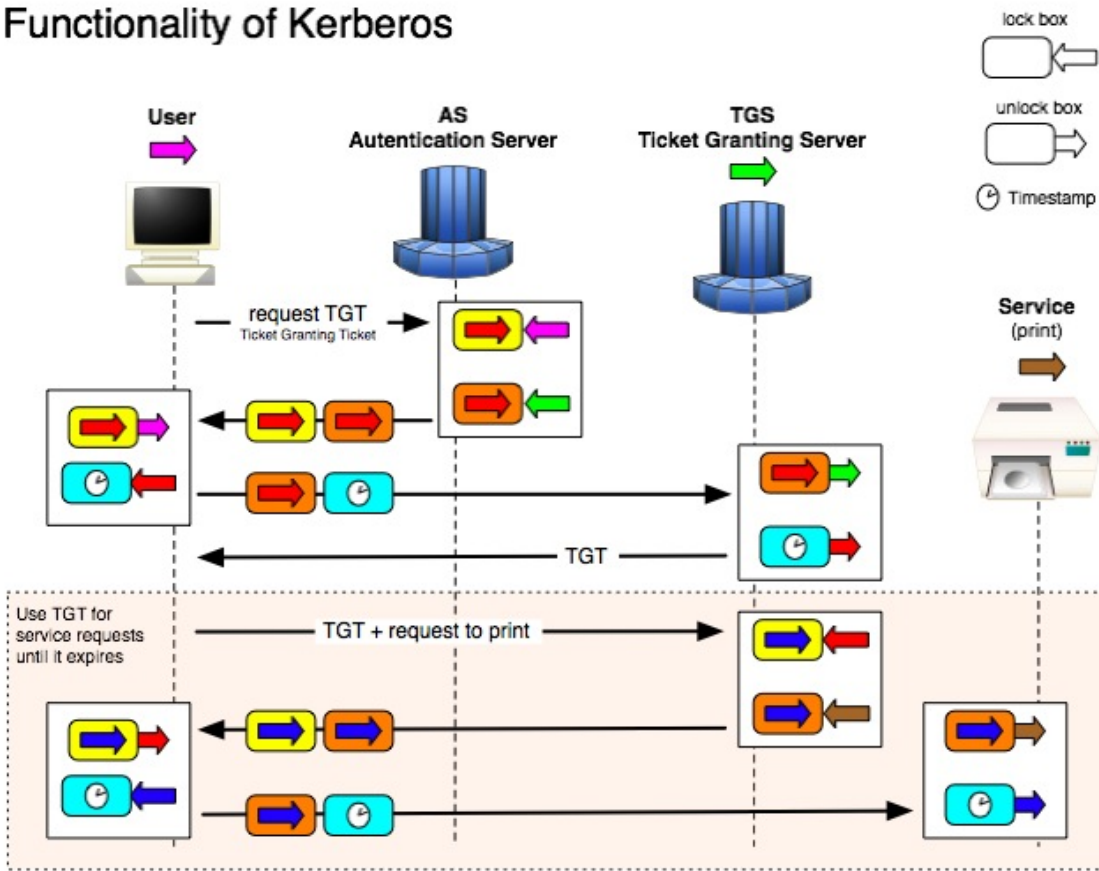 Functionality of Kerberos
lock box
unlock box
Timestamp
User
AS
Autentication Server
TGS
Ticket Granting Server
Service
(print)
request TGT
Ticket Granting Ticket
TGT
Use TGT for
service requests
until it expires
TGT + request to print